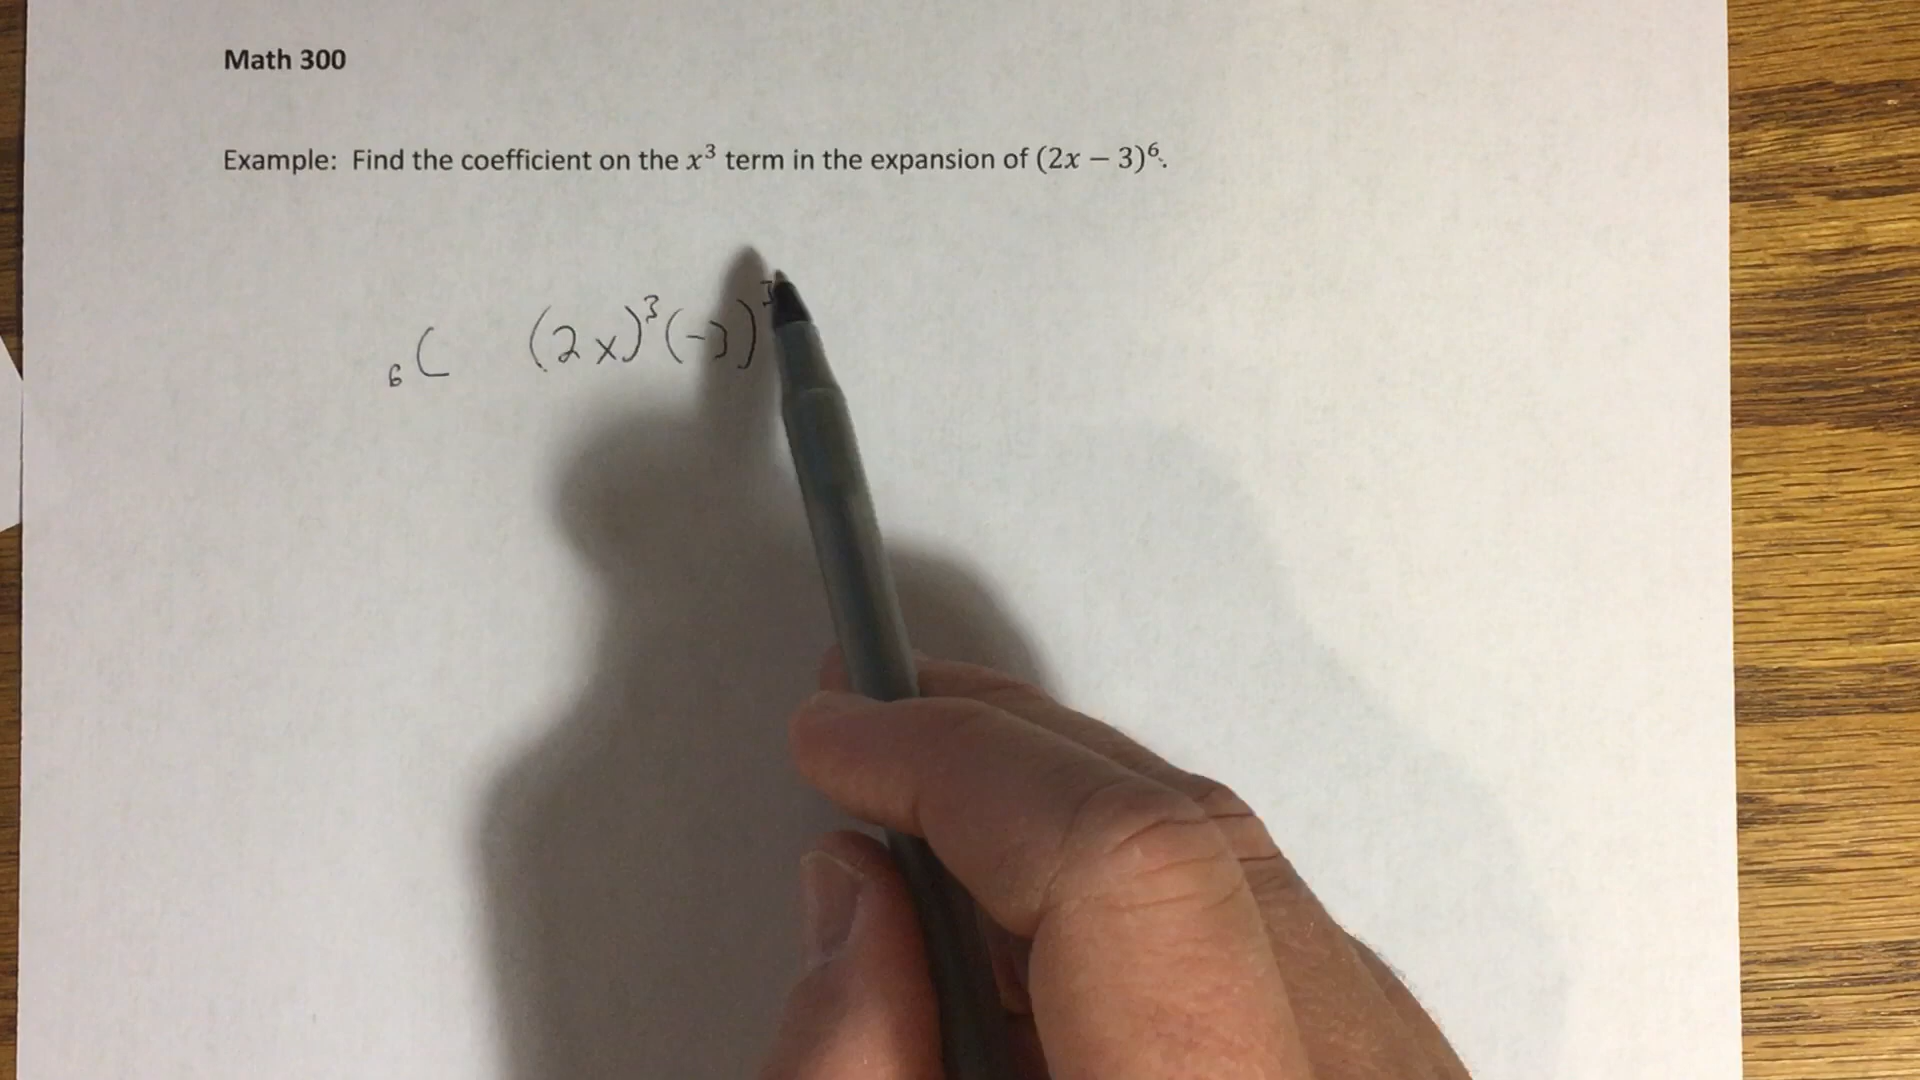 Math 300
Example: Find the coefficient on the x³ term in the expansion of (2x − 3)⁶.
₆C (2x)³(-3)³